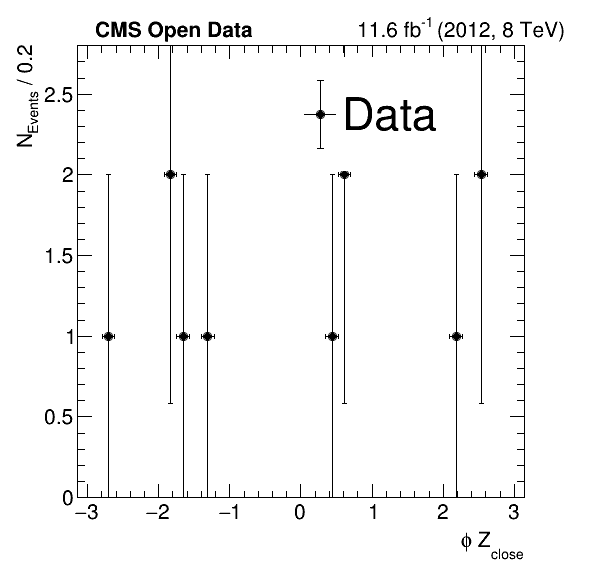 CMS Open Data 11.6 fb-1 (2012, 8 TeV)
NEvents / 0.2
Data
2.5
2
1.5
1
0.5
0
−3 −2 −1 0 1 2 3
ϕ Zclose